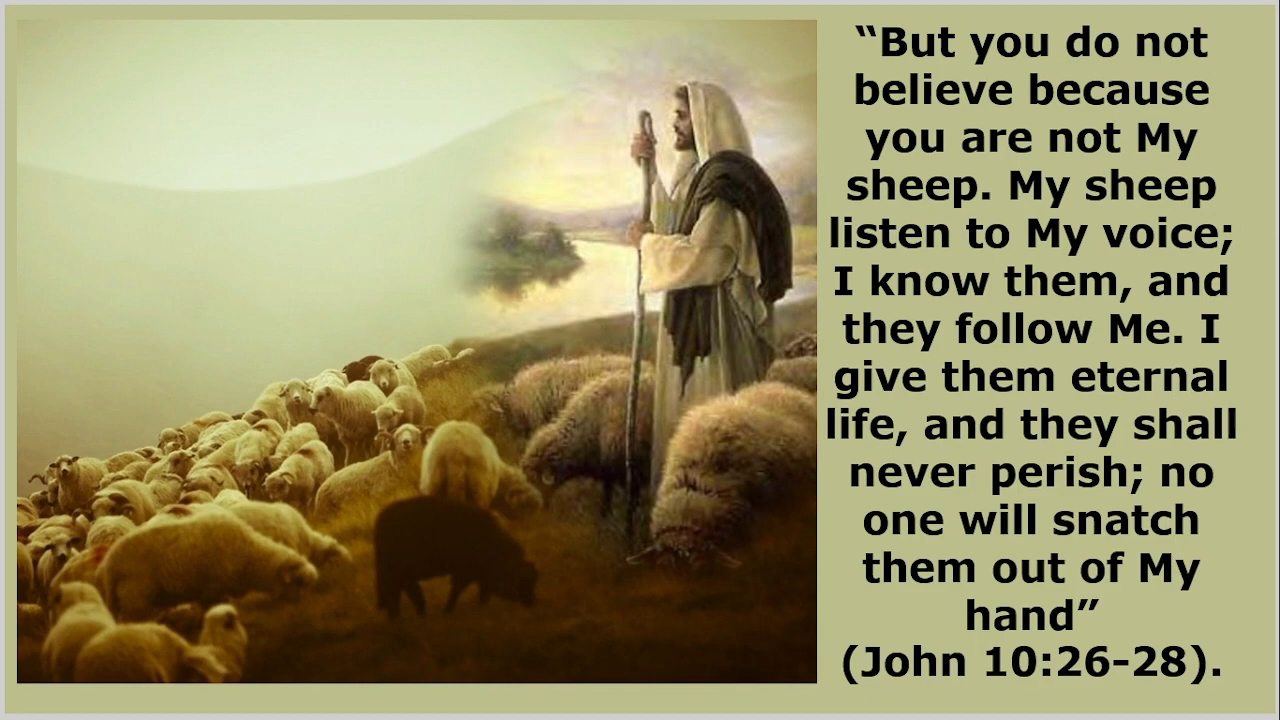 “But you do not
believe because
you are not My
sheep. My sheep
listen to My voice;
I know them, and
they follow Me. I
give them eternal
life, and they shall
never perish; no
one will snatch
them out of My
hand”
(John 10:26-28).